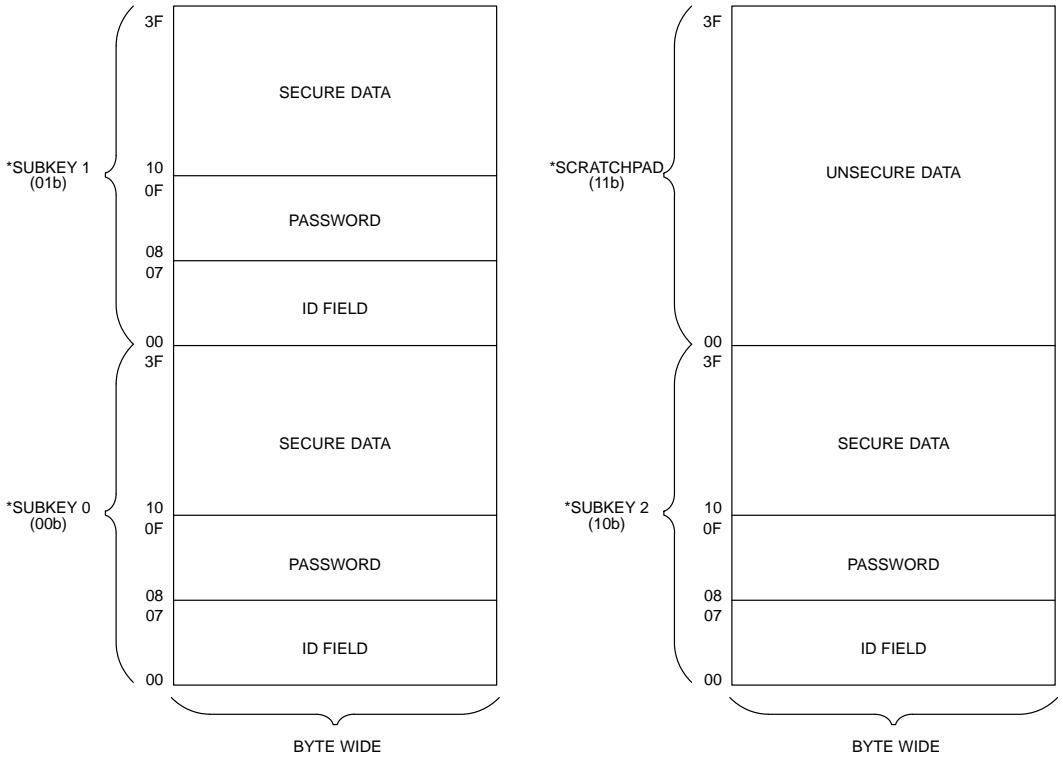 3F
SECURE DATA
*SUBKEY 1
(01b)
10
0F
PASSWORD
08
07
ID FIELD
00
3F
SECURE DATA
*SUBKEY 0
(00b)
10
0F
PASSWORD
08
07
ID FIELD
00
BYTE WIDE
3F
*SCRATCHPAD
(11b)
UNSECURE DATA
00
3F
SECURE DATA
*SUBKEY 2
(10b)
10
0F
PASSWORD
08
07
ID FIELD
00
BYTE WIDE